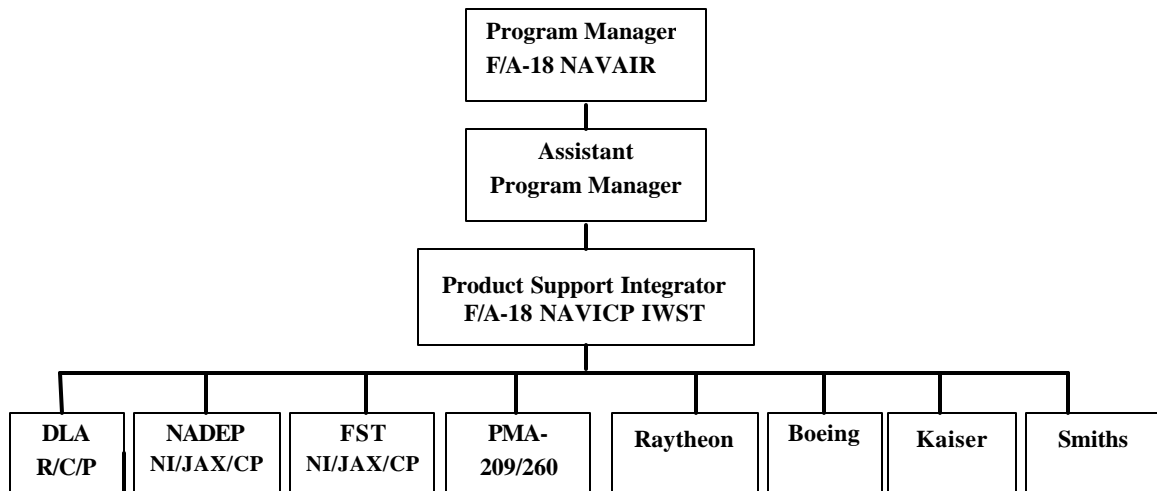 Program Manager
F/A-18 NAVAIR
Assistant
Program Manager
Product Support Integrator
F/A-18 NAVICP IWST
DLA
R/C/P
NADEP
NI/JAX/CP
FST
NI/JAX/CP
PMA-
209/260
Raytheon
Boeing
Kaiser
Smiths